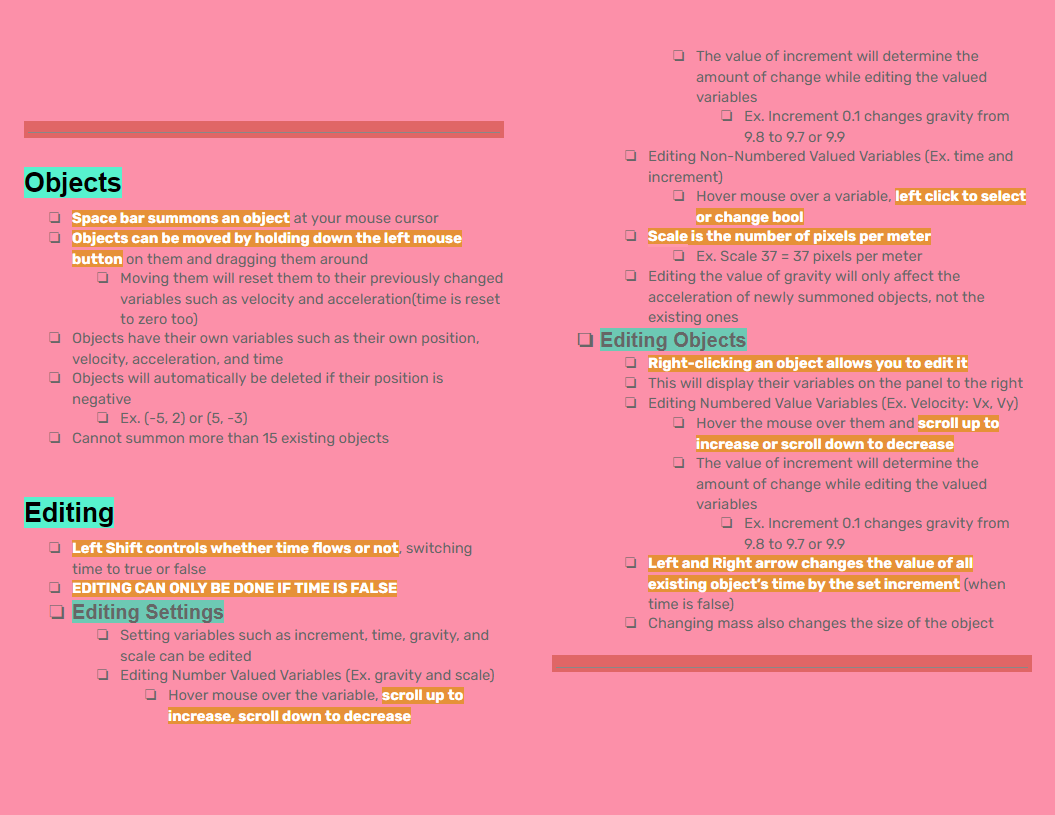 Objects
❏ Space bar summons an object at your mouse cursor
❏ Objects can be moved by holding down the left mouse
button on them and dragging them around
❏ Moving them will reset them to their previously changed
variables such as velocity and acceleration(time is reset
to zero too)
❏ Objects have their own variables such as their own position,
velocity, acceleration, and time
❏ Objects will automatically be deleted if their position is
negative
❏ Ex. (-5, 2) or (5, -3)
❏ Cannot summon more than 15 existing objects
Editing
❏ Left Shift controls whether time flows or not, switching
time to true or false
❏ EDITING CAN ONLY BE DONE IF TIME IS FALSE
❏ Editing Settings
❏ Setting variables such as increment, time, gravity, and
scale can be edited
❏ Editing Number Valued Variables (Ex. gravity and scale)
❏ Hover mouse over the variable, scroll up to
increase, scroll down to decrease
❏ The value of increment will determine the
amount of change while editing the valued
variables
❏ Ex. Increment 0.1 changes gravity from
9.8 to 9.7 or 9.9
❏ Editing Non-Numbered Valued Variables (Ex. time and
increment)
❏ Hover mouse over a variable, left click to select
or change bool
❏ Scale is the number of pixels per meter
❏ Ex. Scale 37 = 37 pixels per meter
❏ Editing the value of gravity will only affect the
acceleration of newly summoned objects, not the
existing ones
❏ Editing Objects
❏ Right-clicking an object allows you to edit it
❏ This will display their variables on the panel to the right
❏ Editing Numbered Value Variables (Ex. Velocity: Vx, Vy)
❏ Hover the mouse over them and scroll up to
increase or scroll down to decrease
❏ The value of increment will determine the
amount of change while editing the valued
variables
❏ Ex. Increment 0.1 changes gravity from
9.8 to 9.7 or 9.9
❏ Left and Right arrow changes the value of all
existing object's time by the set increment (when
time is false)
❏ Changing mass also changes the size of the object